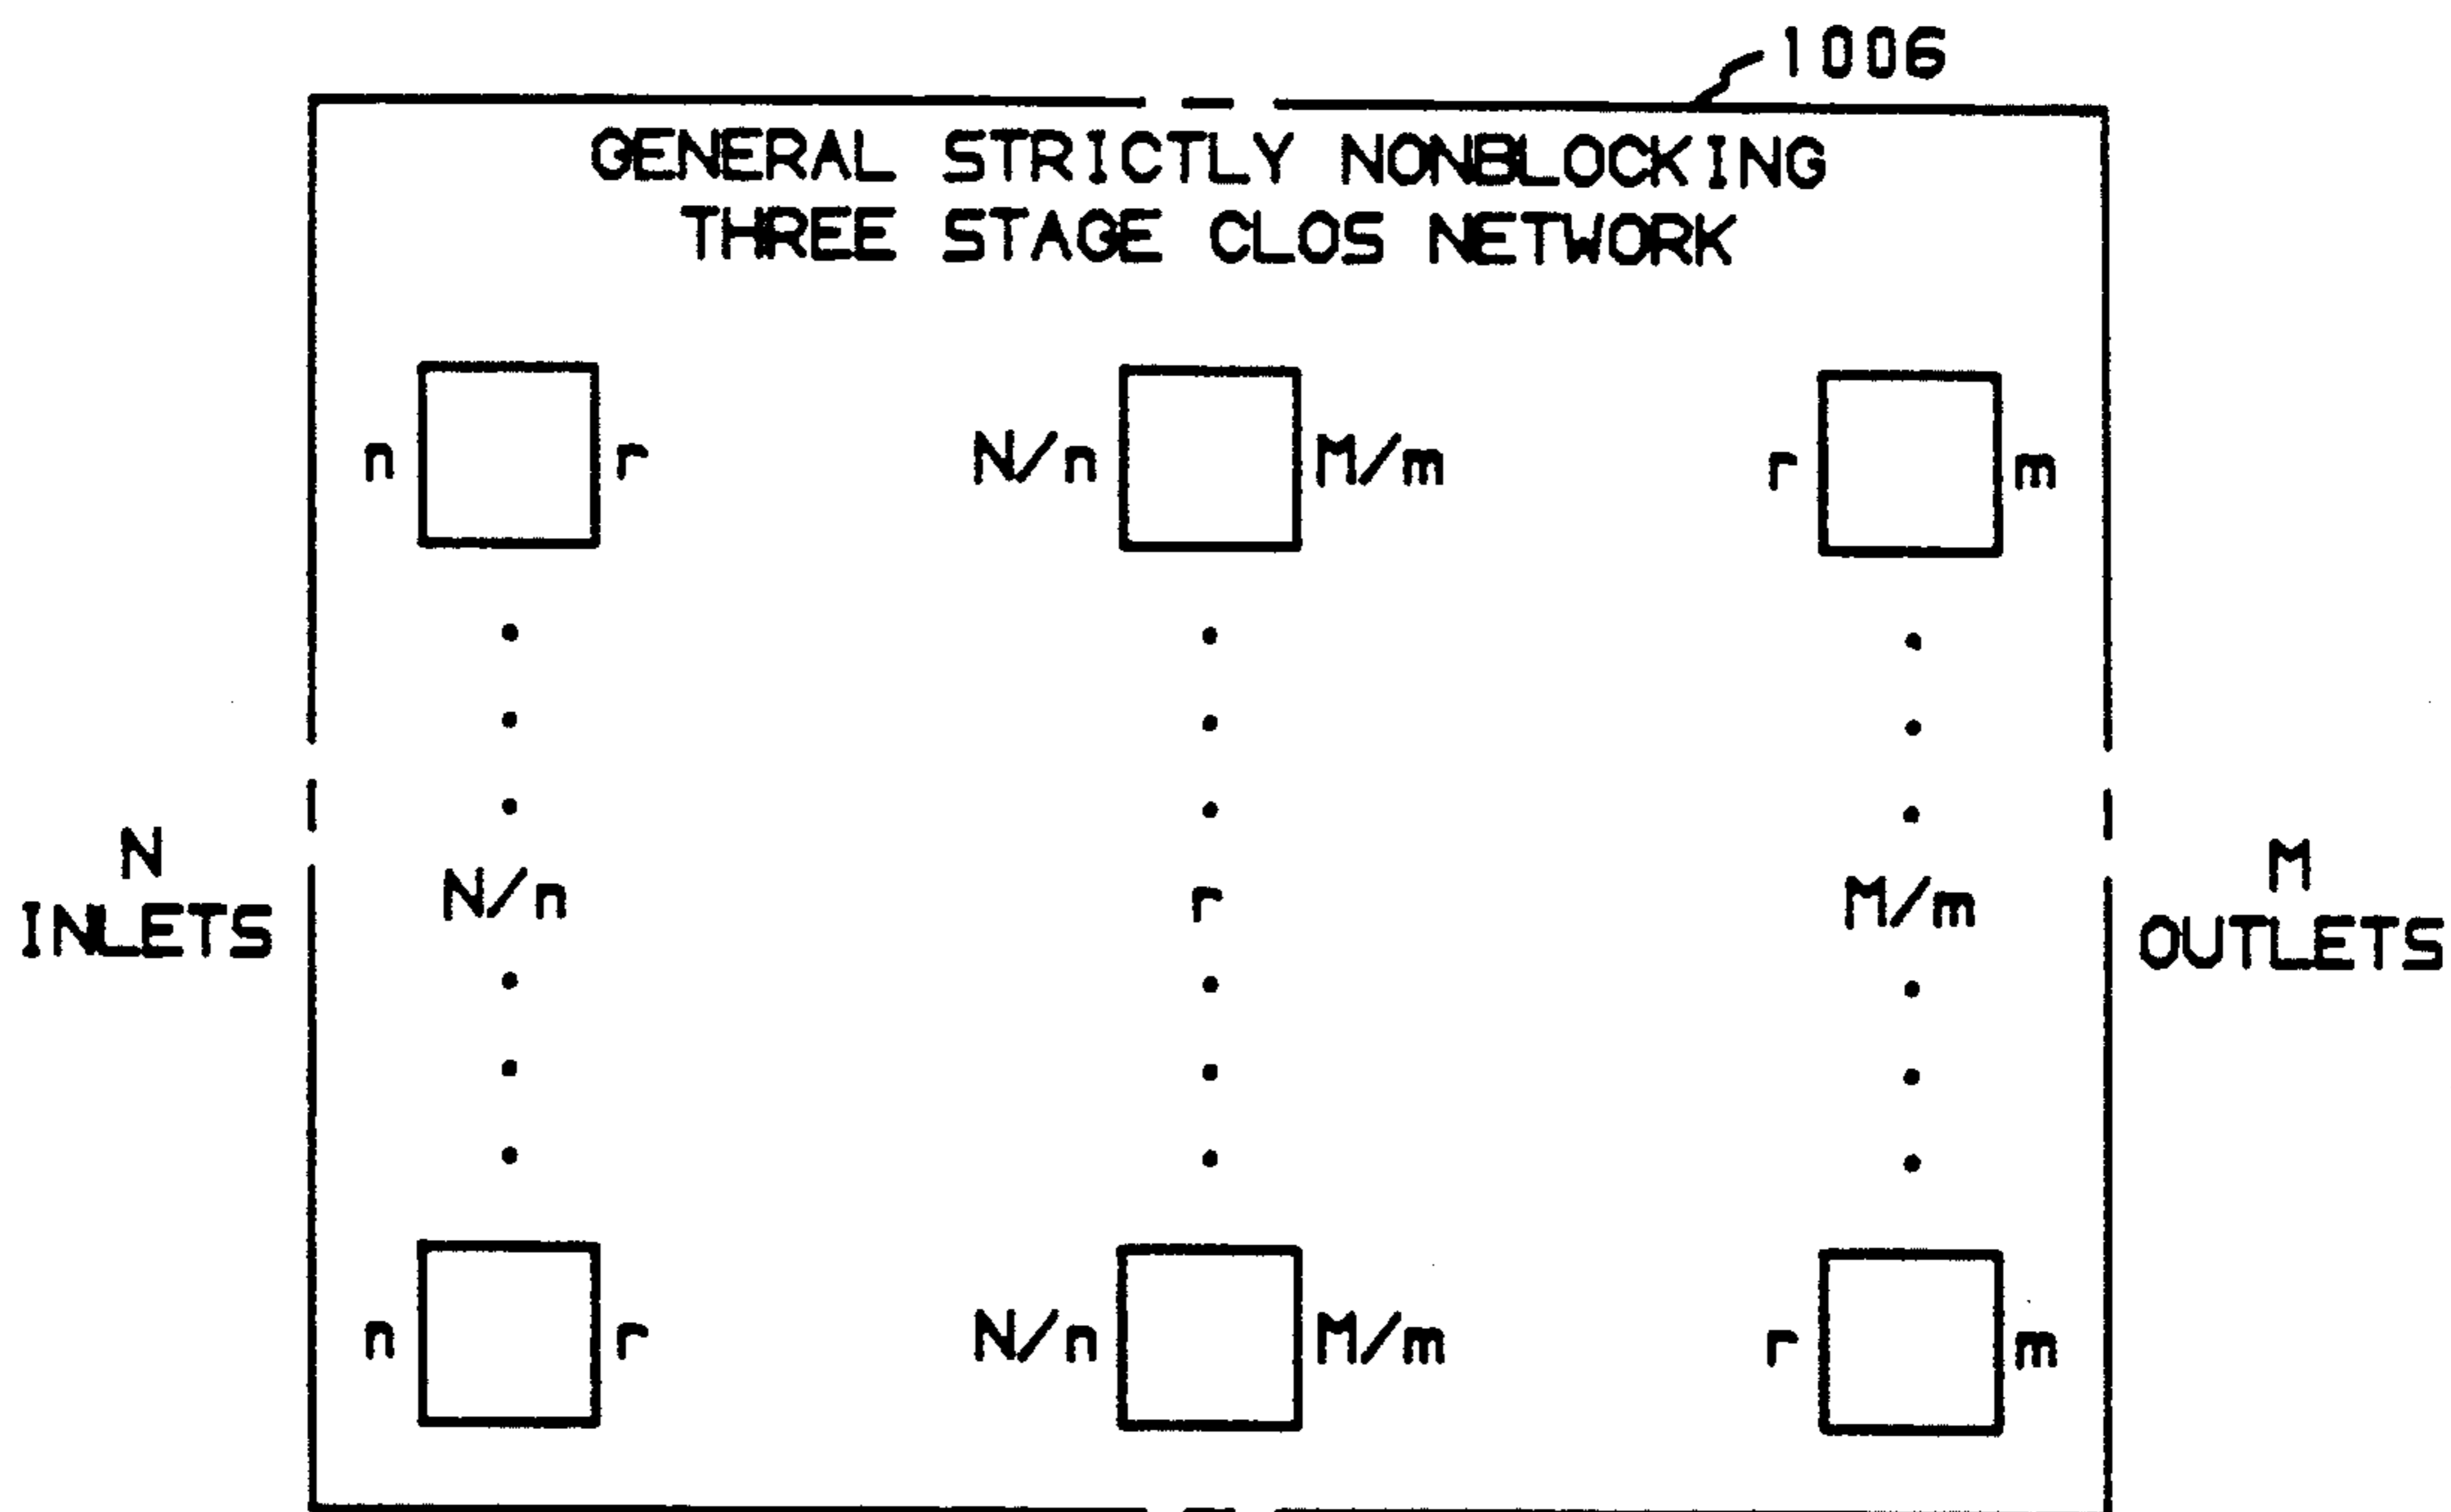 1006
GENERAL STRICTLY NONBLOCKING
THREE STAGE CLOS NETWORK
n r N/n M/m r m
N
INLETS
N/n r M/m
M
OUTLETS
n r N/n M/m r m